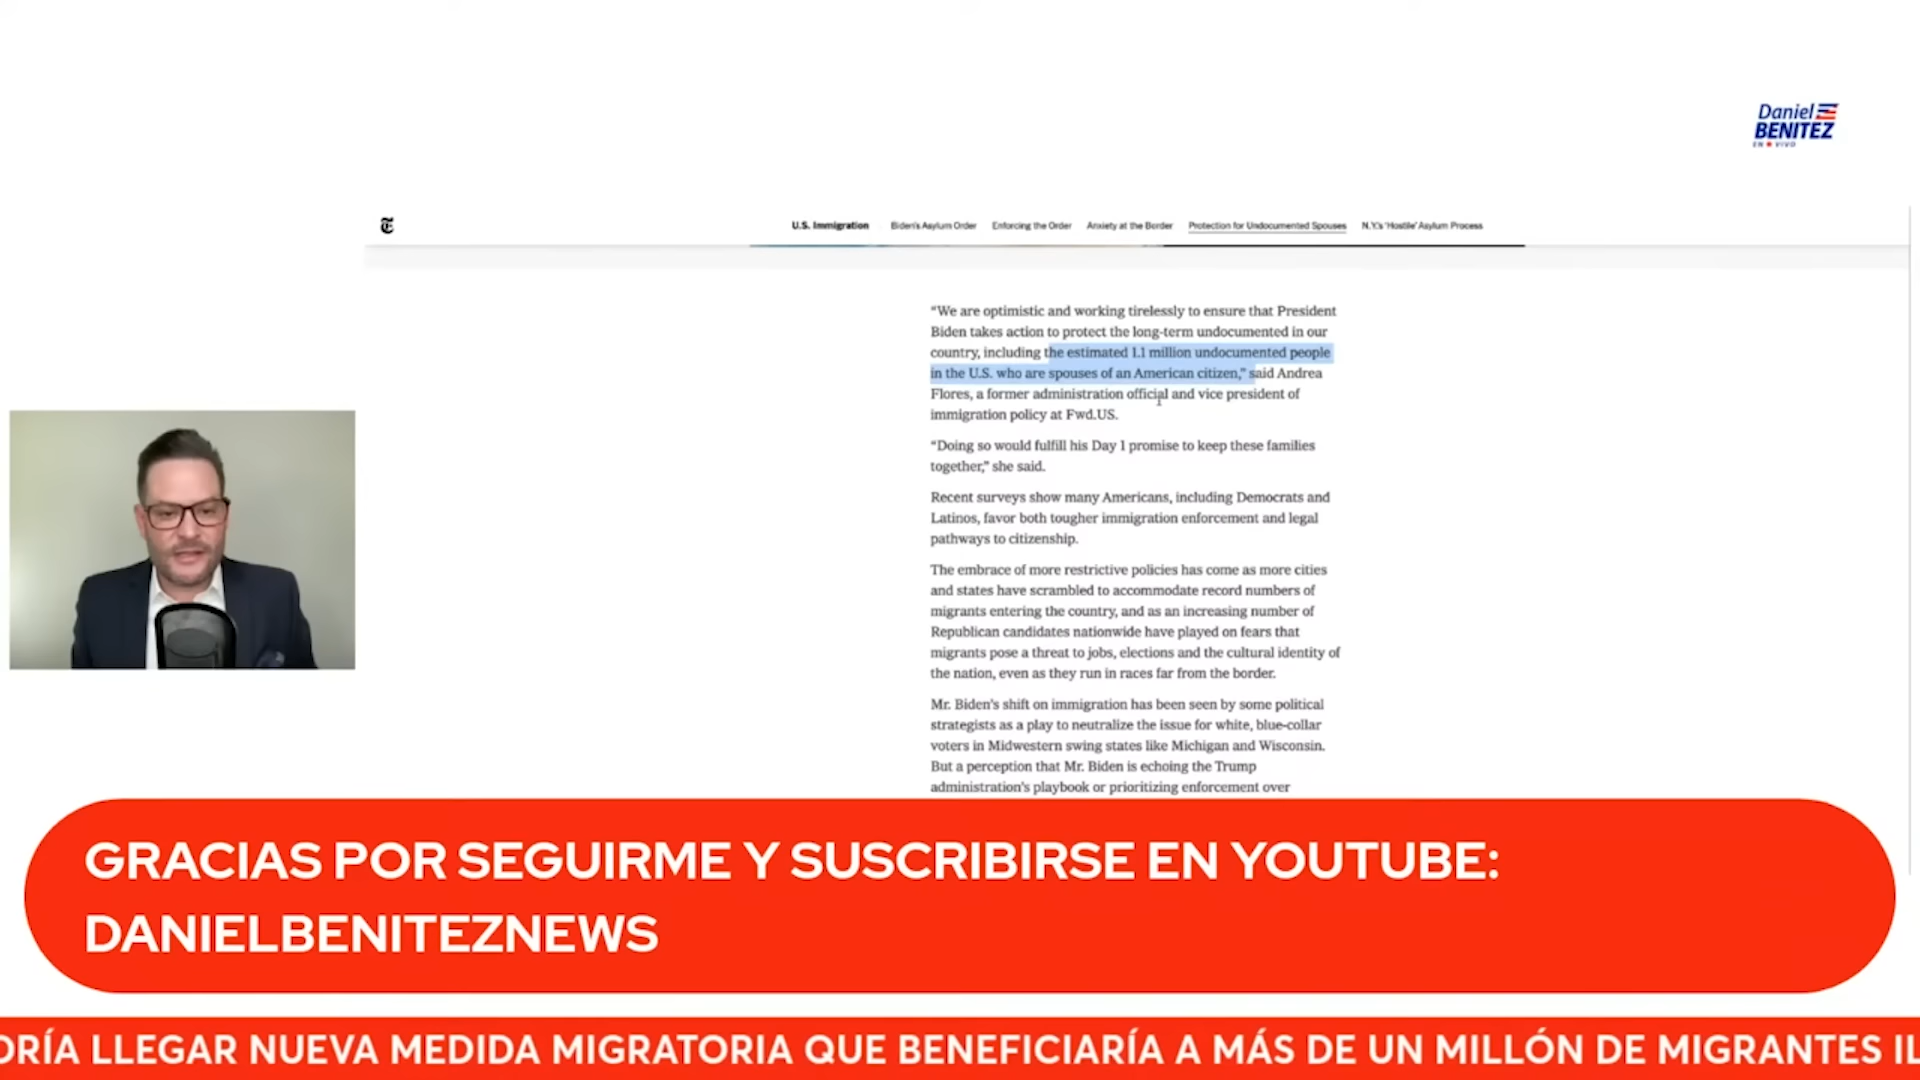 Daniel
BENITEZ
EN VIVO
U.S. Immigration Biden's Asylum Order Enforcing the Order Anxiety at the Border Protection for Undocumented Spouses N.Y.'s 'Hostile' Asylum Process
“We are optimistic and working tirelessly to ensure that President
Biden takes action to protect the long-term undocumented in our
country, including the estimated 1.1 million undocumented people
in the U.S. who are spouses of an American citizen,” said Andrea
Flores, a former administration official and vice president of
immigration policy at Fwd.US.
“Doing so would fulfill his Day 1 promise to keep these families
together,” she said.
Recent surveys show many Americans, including Democrats and
Latinos, favor both tougher immigration enforcement and legal
pathways to citizenship.
The embrace of more restrictive policies has come as more cities
and states have scrambled to accommodate record numbers of
migrants entering the country, and as an increasing number of
Republican candidates nationwide have played on fears that
migrants pose a threat to jobs, elections and the cultural identity of
the nation, even as they run in races far from the border.
Mr. Biden's shift on immigration has been seen by some political
strategists as a play to neutralize the issue for white, blue-collar
voters in Midwestern swing states like Michigan and Wisconsin.
But a perception that Mr. Biden is echoing the Trump
administration's playbook or prioritizing enforcement over
GRACIAS POR SEGUIRME Y SUSCRIBIRSE EN YOUTUBE:
DANIELBENITEZNEWS
ORÍA LLEGAR NUEVA MEDIDA MIGRATORIA QUE BENEFICIARÍA A MÁS DE UN MILLÓN DE MIGRANTES IL